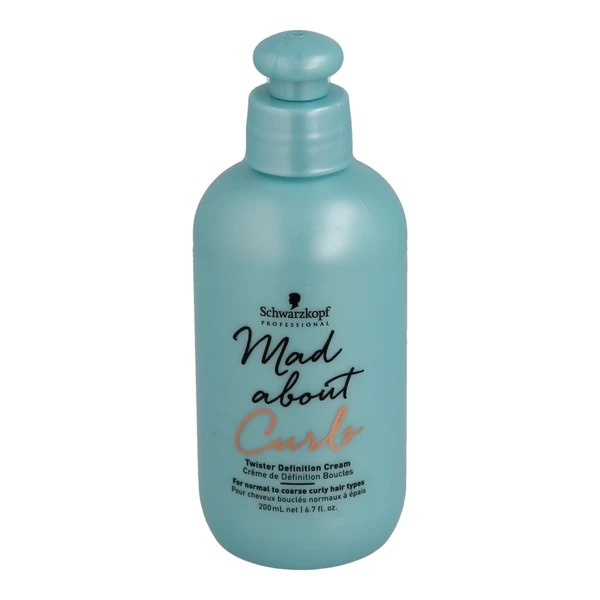 Schwarzkopf
PROFESSIONAL
Mad
about
Curls
Twister Definition Cream
Crème de Définition Boucles
For normal to coarse curly hair types
Pour cheveux bouclés normaux à épais
200mL net | 6.7 fl. oz.